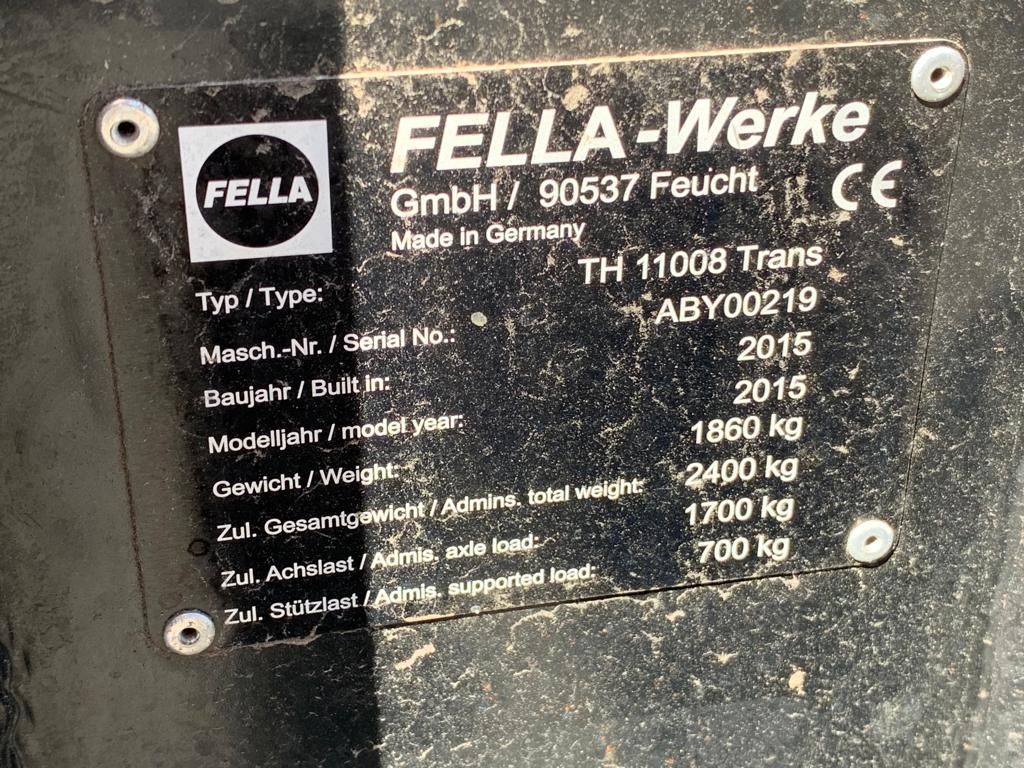 FELLA
FELLA-Werke
GmbH / 90537 Feucht
CE
Made in Germany
Typ / Type: TH 11008 Trans
Masch.-Nr. / Serial No.: ABY00219
Baujahr / Built in: 2015
Modelljahr / model year: 2015
Gewicht / Weight: 1860 kg
Zul. Gesamtgewicht / Admins. total weight: 2400 kg
Zul. Achslast / Admis. axle load: 1700 kg
Zul. Stützlast / Admis. supported load: 700 kg